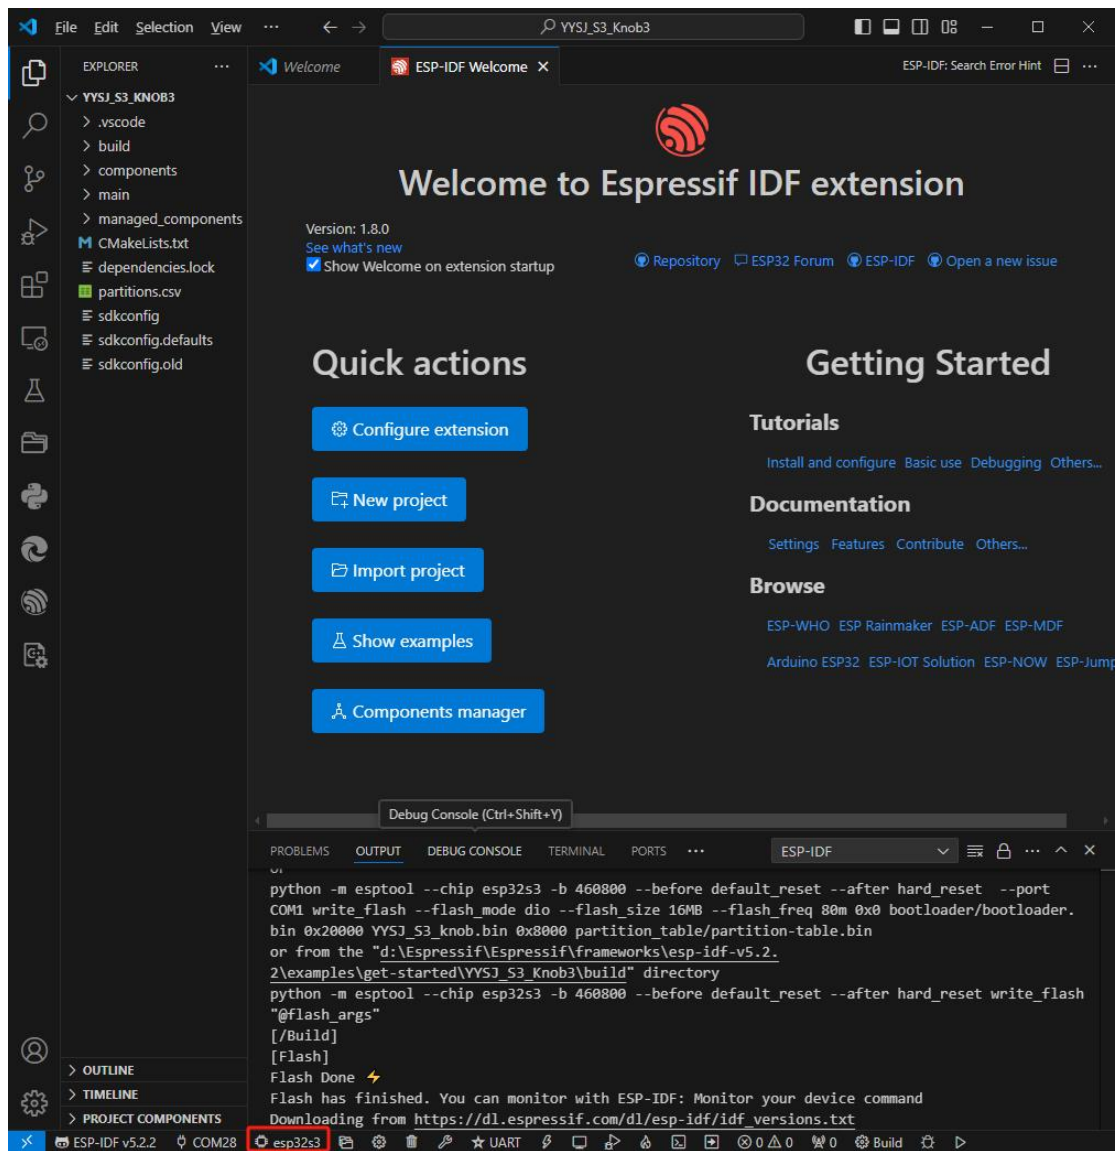 File Edit Selection View ··· YYSJ_S3_Knob3
EXPLORER ···
Welcome ESP-IDF Welcome ESP-IDF: Search Error Hint ···
YYSJ_S3_KNOB3
.vscode
build
components
main
managed_components
CMakeLists.txt
dependencies.lock
partitions.csv
sdkconfig
sdkconfig.defaults
sdkconfig.old
Welcome to Espressif IDF extension
Version: 1.8.0
See what's new
Show Welcome on extension startup
Repository ESP32 Forum ESP-IDF Open a new issue
Quick actions
Configure extension
New project
Import project
Show examples
Components manager
Getting Started
Tutorials
Install and configure Basic use Debugging Others...
Documentation
Settings Features Contribute Others...
Browse
ESP-WHO ESP Rainmaker ESP-ADF ESP-MDF
Arduino ESP32 ESP-IOT Solution ESP-NOW ESP-Jump
Debug Console (Ctrl+Shift+Y)
PROBLEMS OUTPUT DEBUG CONSOLE TERMINAL PORTS ··· ESP-IDF
or
python -m esptool --chip esp32s3 -b 460800 --before default_reset --after hard_reset --port
COM1 write_flash --flash_mode dio --flash_size 16MB --flash_freq 80m 0x0 bootloader/bootloader.
bin 0x20000 YYSJ_S3_knob.bin 0x8000 partition_table/partition-table.bin
or from the "d:\Espressif\Espressif\frameworks\esp-idf-v5.2.
2\examples\get-started\YYSJ_S3_Knob3\build" directory
python -m esptool --chip esp32s3 -b 460800 --before default_reset --after hard_reset write_flash
"@flash_args"
[/Build]
[Flash]
Flash Done ⚡
Flash has finished. You can monitor with ESP-IDF: Monitor your device command
Downloading from https://dl.espressif.com/dl/esp-idf/idf_versions.txt
OUTLINE
TIMELINE
PROJECT COMPONENTS
ESP-IDF v5.2.2 COM28 esp32s3 UART 0 0 0 Build